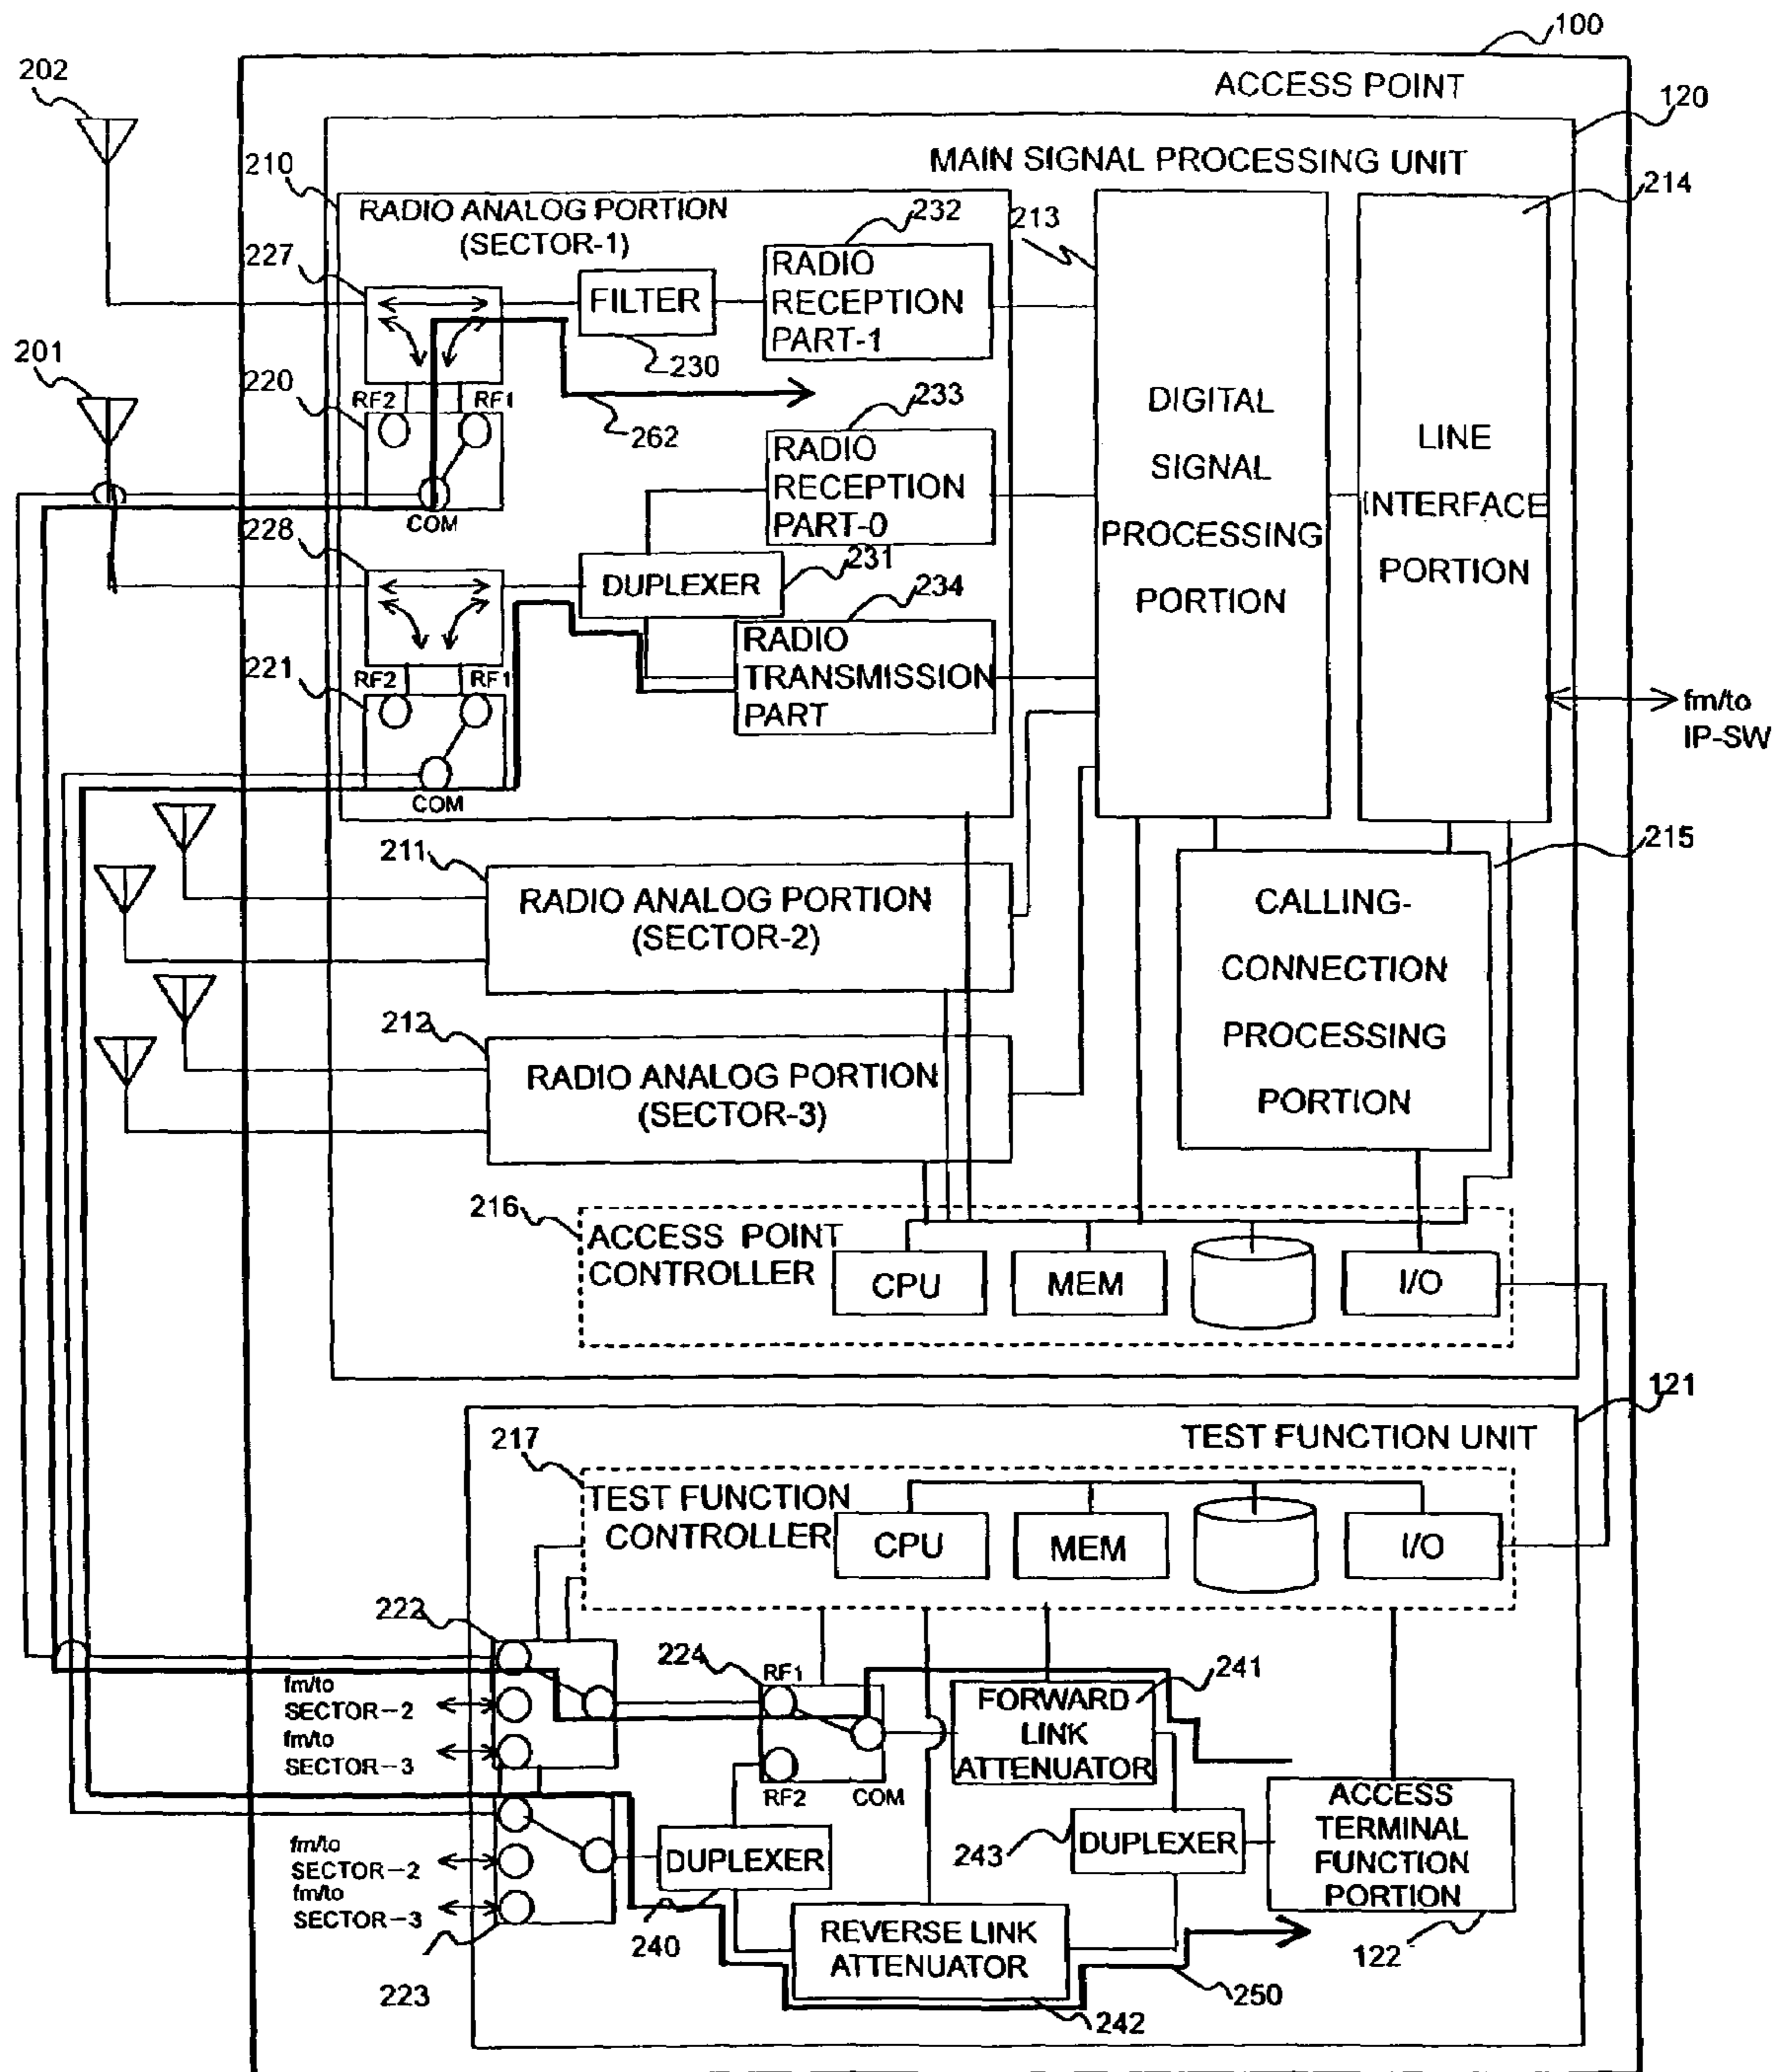 100
202
ACCESS POINT
120
210
MAIN SIGNAL PROCESSING UNIT
214
RADIO ANALOG PORTION
(SECTOR-1)
232
213
227
FILTER
RADIO
RECEPTION
PART-1
201
220
RF2
RF1
230
233
262
DIGITAL
SIGNAL
PROCESSING
PORTION
LINE
INTERFACE
PORTION
RADIO
RECEPTION
PART-0
COM
228
231
DUPLEXER
234
221
RF2
RF1
RADIO
TRANSMISSION
PART
fm/to
IP-SW
COM
211
215
RADIO ANALOG PORTION
(SECTOR-2)
CALLING-
CONNECTION
PROCESSING
PORTION
212
RADIO ANALOG PORTION
(SECTOR-3)
216
ACCESS POINT
CONTROLLER
CPU
MEM
I/O
121
217
TEST FUNCTION UNIT
TEST FUNCTION
CONTROLLER
CPU
MEM
I/O
222
224
RF1
241
fm/to
SECTOR-2
FORWARD
LINK
ATTENUATOR
fm/to
SECTOR-3
RF2
COM
ACCESS
TERMINAL
FUNCTION
PORTION
fm/to
SECTOR-2
DUPLEXER
243
DUPLEXER
fm/to
SECTOR-3
240
REVERSE LINK
ATTENUATOR
122
223
250
242